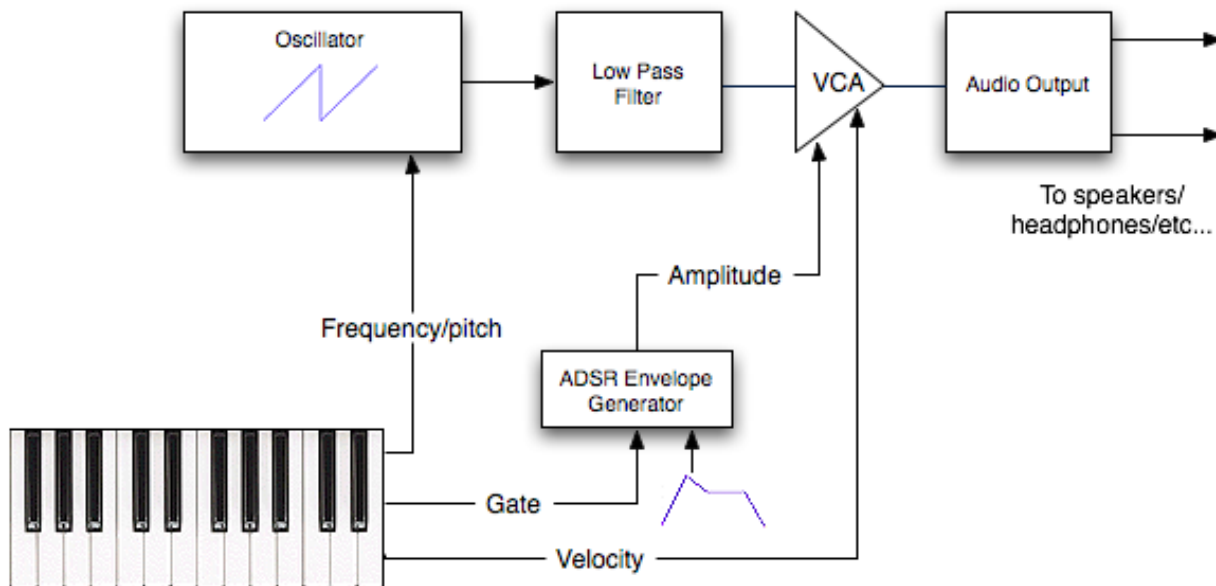 Oscillator
Low Pass
Filter
VCA
Audio Output
To speakers/
headphones/etc...
Amplitude
Frequency/pitch
ADSR Envelope
Generator
Gate
Velocity